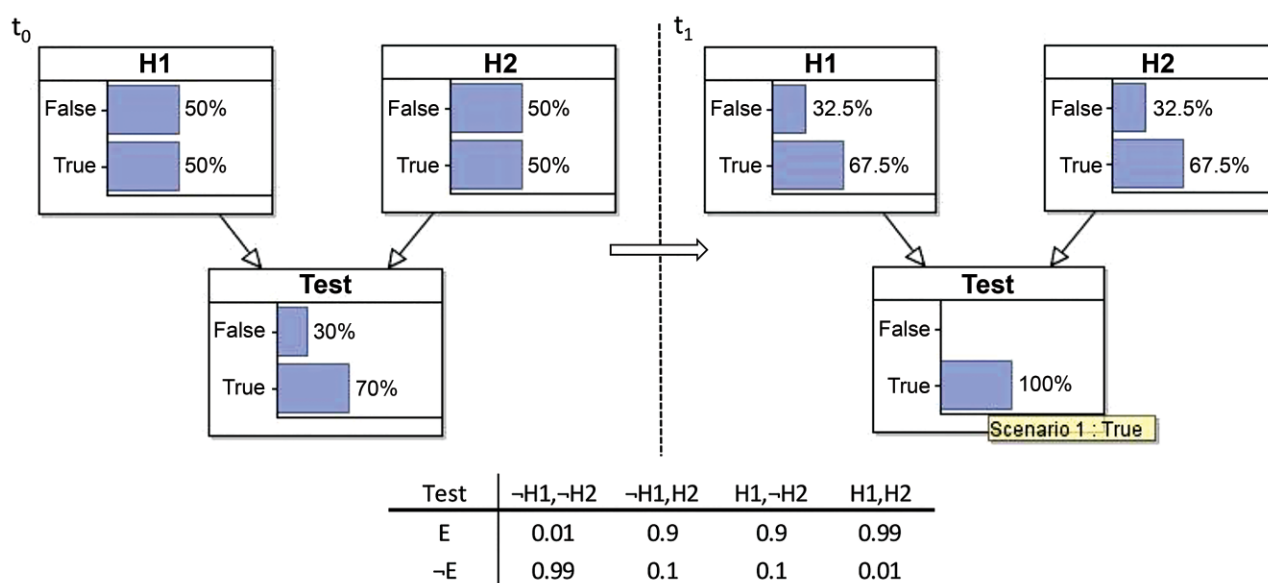 t0
H1
False 50%
True 50%
H2
False 50%
True 50%
Test
False 30%
True 70%
t1
H1
False 32.5%
True 67.5%
H2
False 32.5%
True 67.5%
Test
False
True 100%
Scenario 1 : True
Test ¬H1,¬H2 ¬H1,H2 H1,¬H2 H1,H2
E 0.01 0.9 0.9 0.99
¬E 0.99 0.1 0.1 0.01